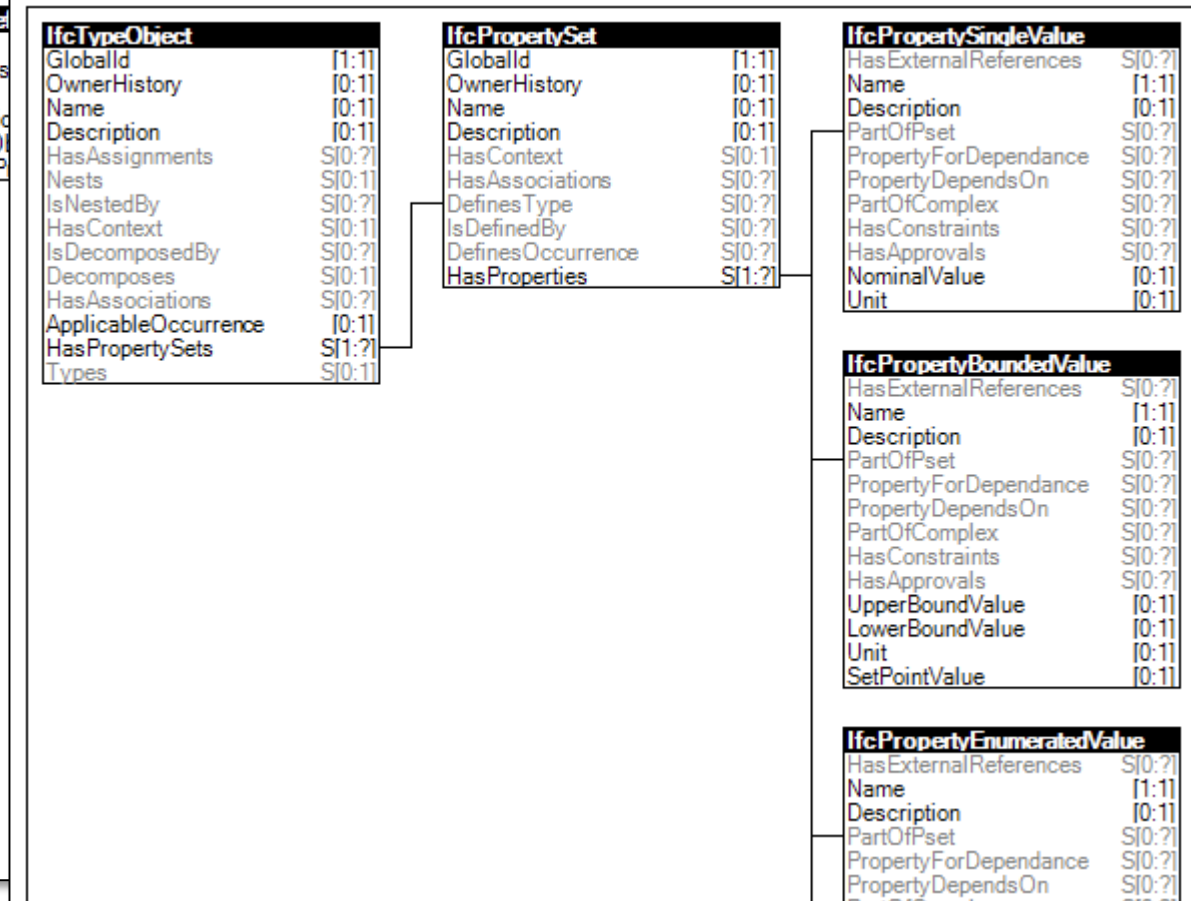 IfcTypeObject
GlobalId [1:1]
OwnerHistory [0:1]
Name [0:1]
Description [0:1]
HasAssignments S[0:?]
Nests S[0:1]
IsNestedBy S[0:?]
HasContext S[0:1]
IsDecomposedBy S[0:?]
Decomposes S[0:1]
HasAssociations S[0:?]
ApplicableOccurrence [0:1]
HasPropertySets S[1:?]
Types S[0:1]
IfcPropertySet
GlobalId [1:1]
OwnerHistory [0:1]
Name [0:1]
Description [0:1]
HasContext S[0:1]
HasAssociations S[0:?]
DefinesType S[0:?]
IsDefinedBy S[0:?]
DefinesOccurrence S[0:?]
HasProperties S[1:?]
IfcPropertySingleValue
HasExternalReferences S[0:?]
Name [1:1]
Description [0:1]
PartOfPset S[0:?]
PropertyForDependance S[0:?]
PropertyDependsOn S[0:?]
PartOfComplex S[0:?]
HasConstraints S[0:?]
HasApprovals S[0:?]
NominalValue [0:1]
Unit [0:1]
IfcPropertyBoundedValue
HasExternalReferences S[0:?]
Name [1:1]
Description [0:1]
PartOfPset S[0:?]
PropertyForDependance S[0:?]
PropertyDependsOn S[0:?]
PartOfComplex S[0:?]
HasConstraints S[0:?]
HasApprovals S[0:?]
UpperBoundValue [0:1]
LowerBoundValue [0:1]
Unit [0:1]
SetPointValue [0:1]
IfcPropertyEnumeratedValue
HasExternalReferences S[0:?]
Name [1:1]
Description [0:1]
PartOfPset S[0:?]
PropertyForDependance S[0:?]
PropertyDependsOn S[0:?]